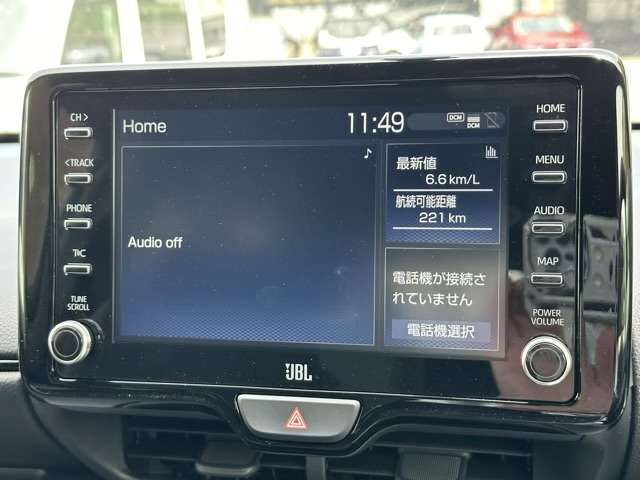 CH >
< TRACK
PHONE
T&C
TUNE
SCROLL
Home
11:49
DCM
DCM
Audio off
最新値
6.6 km/L
航続可能距離
221 km
電話機が接続さ
れていません
電話機選択
HOME
MENU
AUDIO
MAP
POWER
VOLUME
JBL